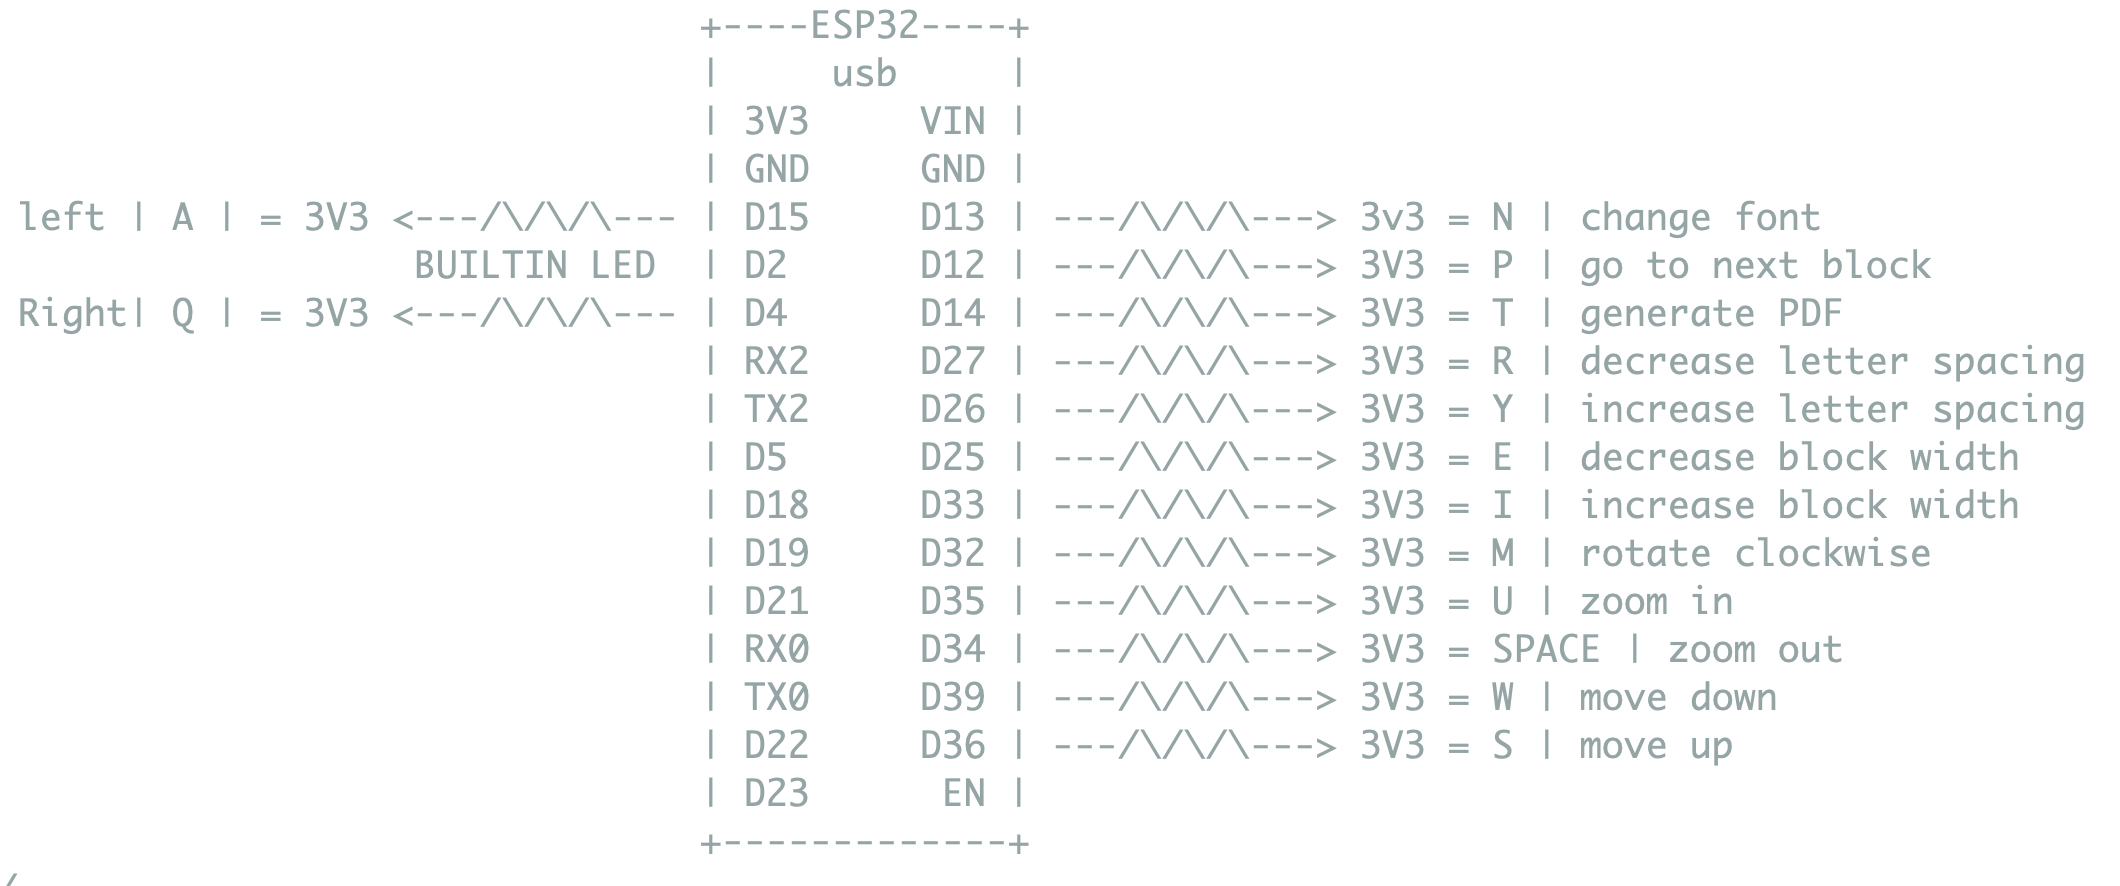 +----ESP32----+
|     usb     |
| 3V3     VIN |
| GND     GND |
left | A | = 3V3 <---/\/\/\--- | D15     D13 | ---/\/\/\---> 3v3 = N | change font
BUILTIN LED | D2      D12 | ---/\/\/\---> 3V3 = P | go to next block
Right| Q | = 3V3 <---/\/\/\--- | D4      D14 | ---/\/\/\---> 3V3 = T | generate PDF
| RX2     D27 | ---/\/\/\---> 3V3 = R | decrease letter spacing
| TX2     D26 | ---/\/\/\---> 3V3 = Y | increase letter spacing
| D5      D25 | ---/\/\/\---> 3V3 = E | decrease block width
| D18     D33 | ---/\/\/\---> 3V3 = I | increase block width
| D19     D32 | ---/\/\/\---> 3V3 = M | rotate clockwise
| D21     D35 | ---/\/\/\---> 3V3 = U | zoom in
| RX0     D34 | ---/\/\/\---> 3V3 = SPACE | zoom out
| TX0     D39 | ---/\/\/\---> 3V3 = W | move down
| D22     D36 | ---/\/\/\---> 3V3 = S | move up
| D23      EN |
+-------------+